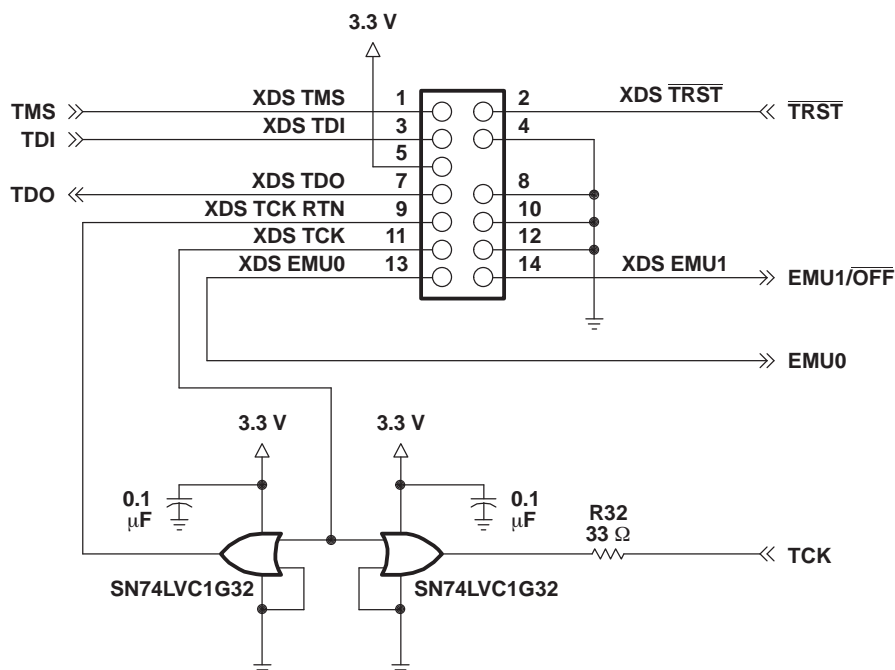 3.3 V
XDS TMS 1 2 XDS TRST
TMS TRST
XDS TDI 3 4
TDI
5
XDS TDO 7 8
TDO
XDS TCK RTN 9 10
XDS TCK 11 12
XDS EMU0 13 14 XDS EMU1
EMU1/OFF
EMU0
3.3 V 3.3 V
0.1 μF 0.1 μF
R32
33 Ω
TCK
SN74LVC1G32 SN74LVC1G32